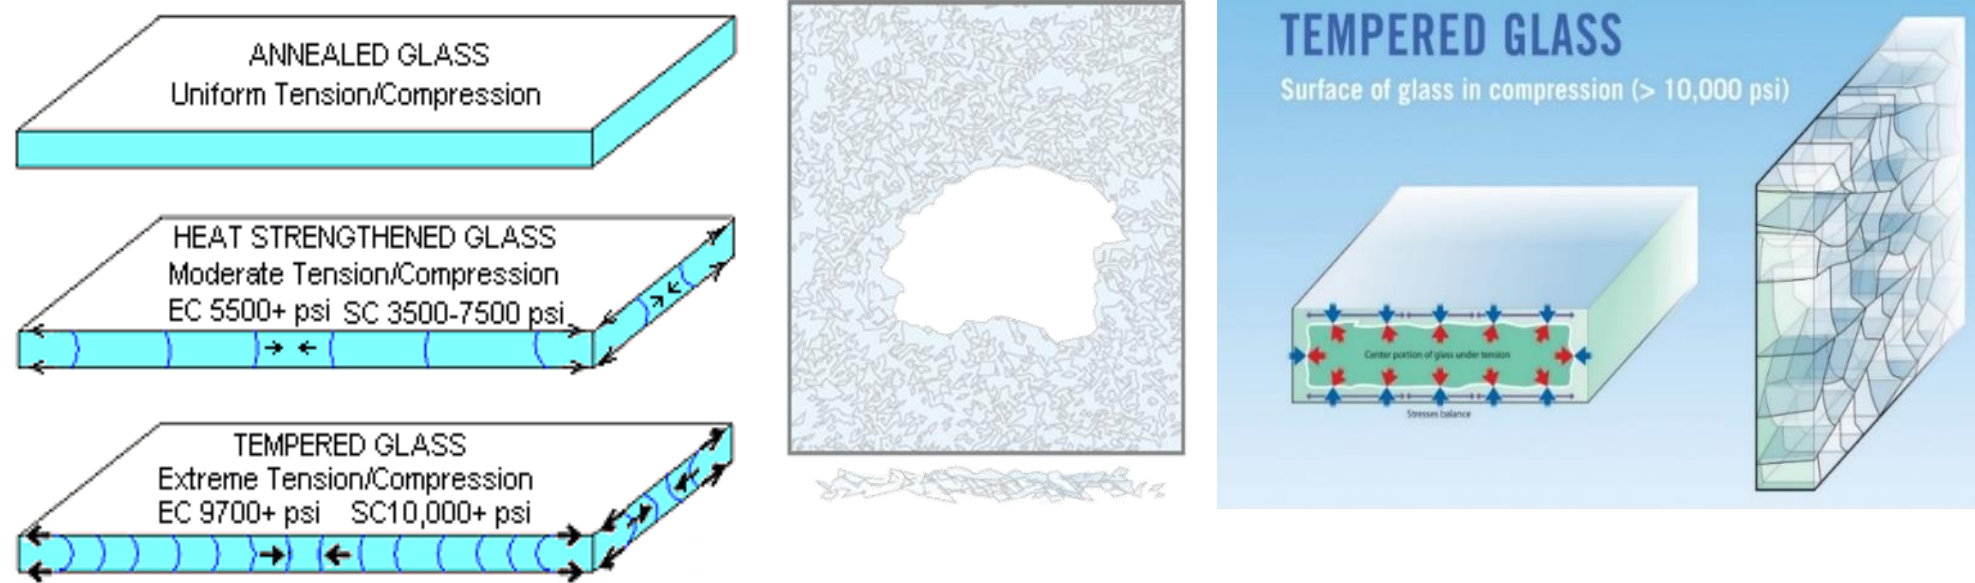 ANNEALED GLASS
Uniform Tension/Compression
HEAT STRENGTHENED GLASS
Moderate Tension/Compression
EC 5500+ psi SC 3500-7500 psi
TEMPERED GLASS
Extreme Tension/Compression
EC 9700+ psi SC10,000+ psi
TEMPERED GLASS
Surface of glass in compression (> 10,000 psi)
Center portion of glass under tension
Stresses balance